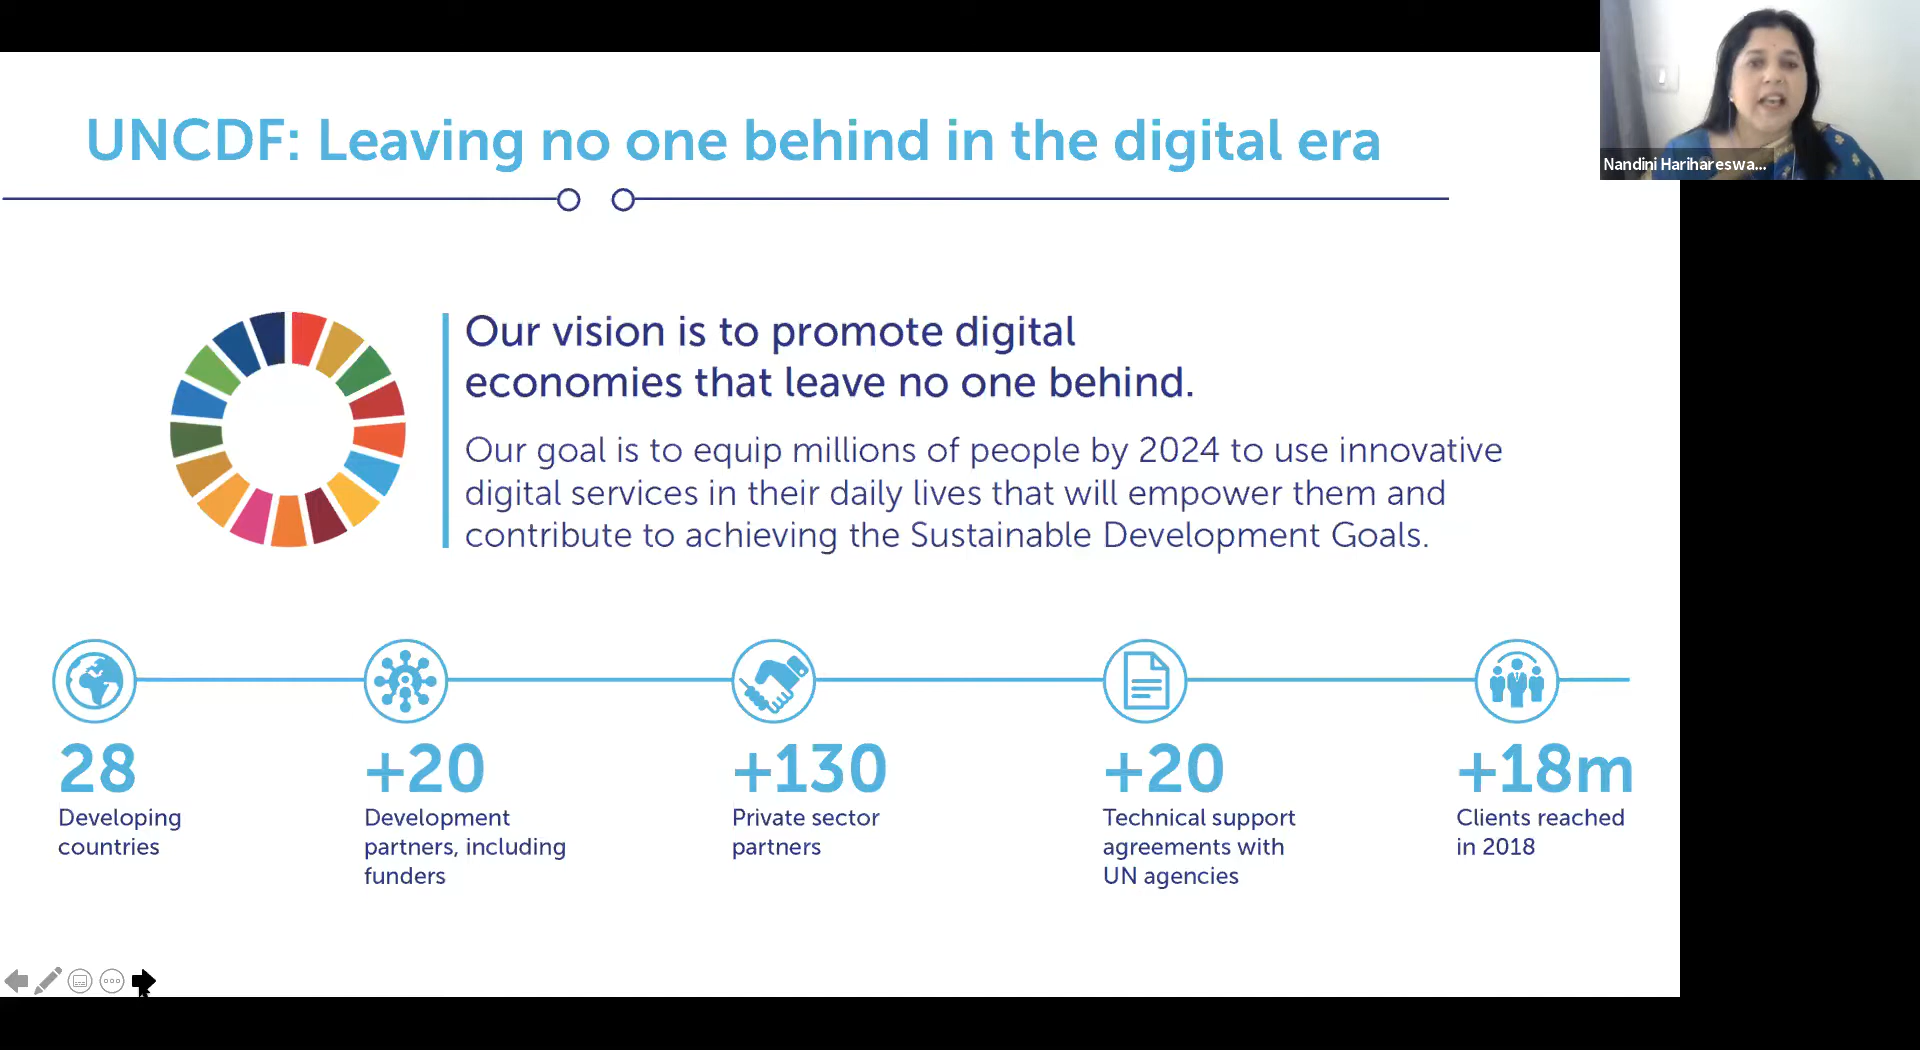 UNCDF: Leaving no one behind in the digital era
Nandini Harihareswa...
Our vision is to promote digital
economies that leave no one behind.
Our goal is to equip millions of people by 2024 to use innovative
digital services in their daily lives that will empower them and
contribute to achieving the Sustainable Development Goals.
28
Developing
countries
+20
Development
partners, including
funders
+130
Private sector
partners
+20
Technical support
agreements with
UN agencies
+18m
Clients reached
in 2018